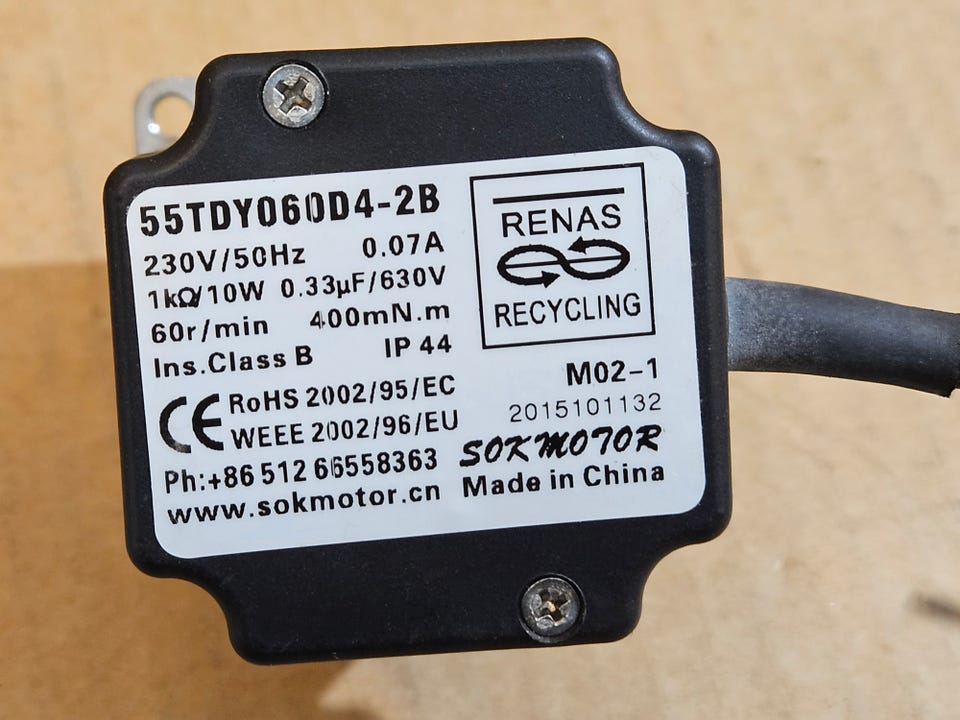 55TDY060D4-2B
230V/50Hz 0.07A
1kΩ/10W 0.33μF/630V
60r/min 400mN.m
Ins.Class B IP 44
CE RoHS 2002/95/EC
WEEE 2002/96/EU
Ph:+86 512 66558363
www.sokmotor.cn
RENAS
RECYCLING
M02-1
2015101132
SOKMOTOR
Made in China